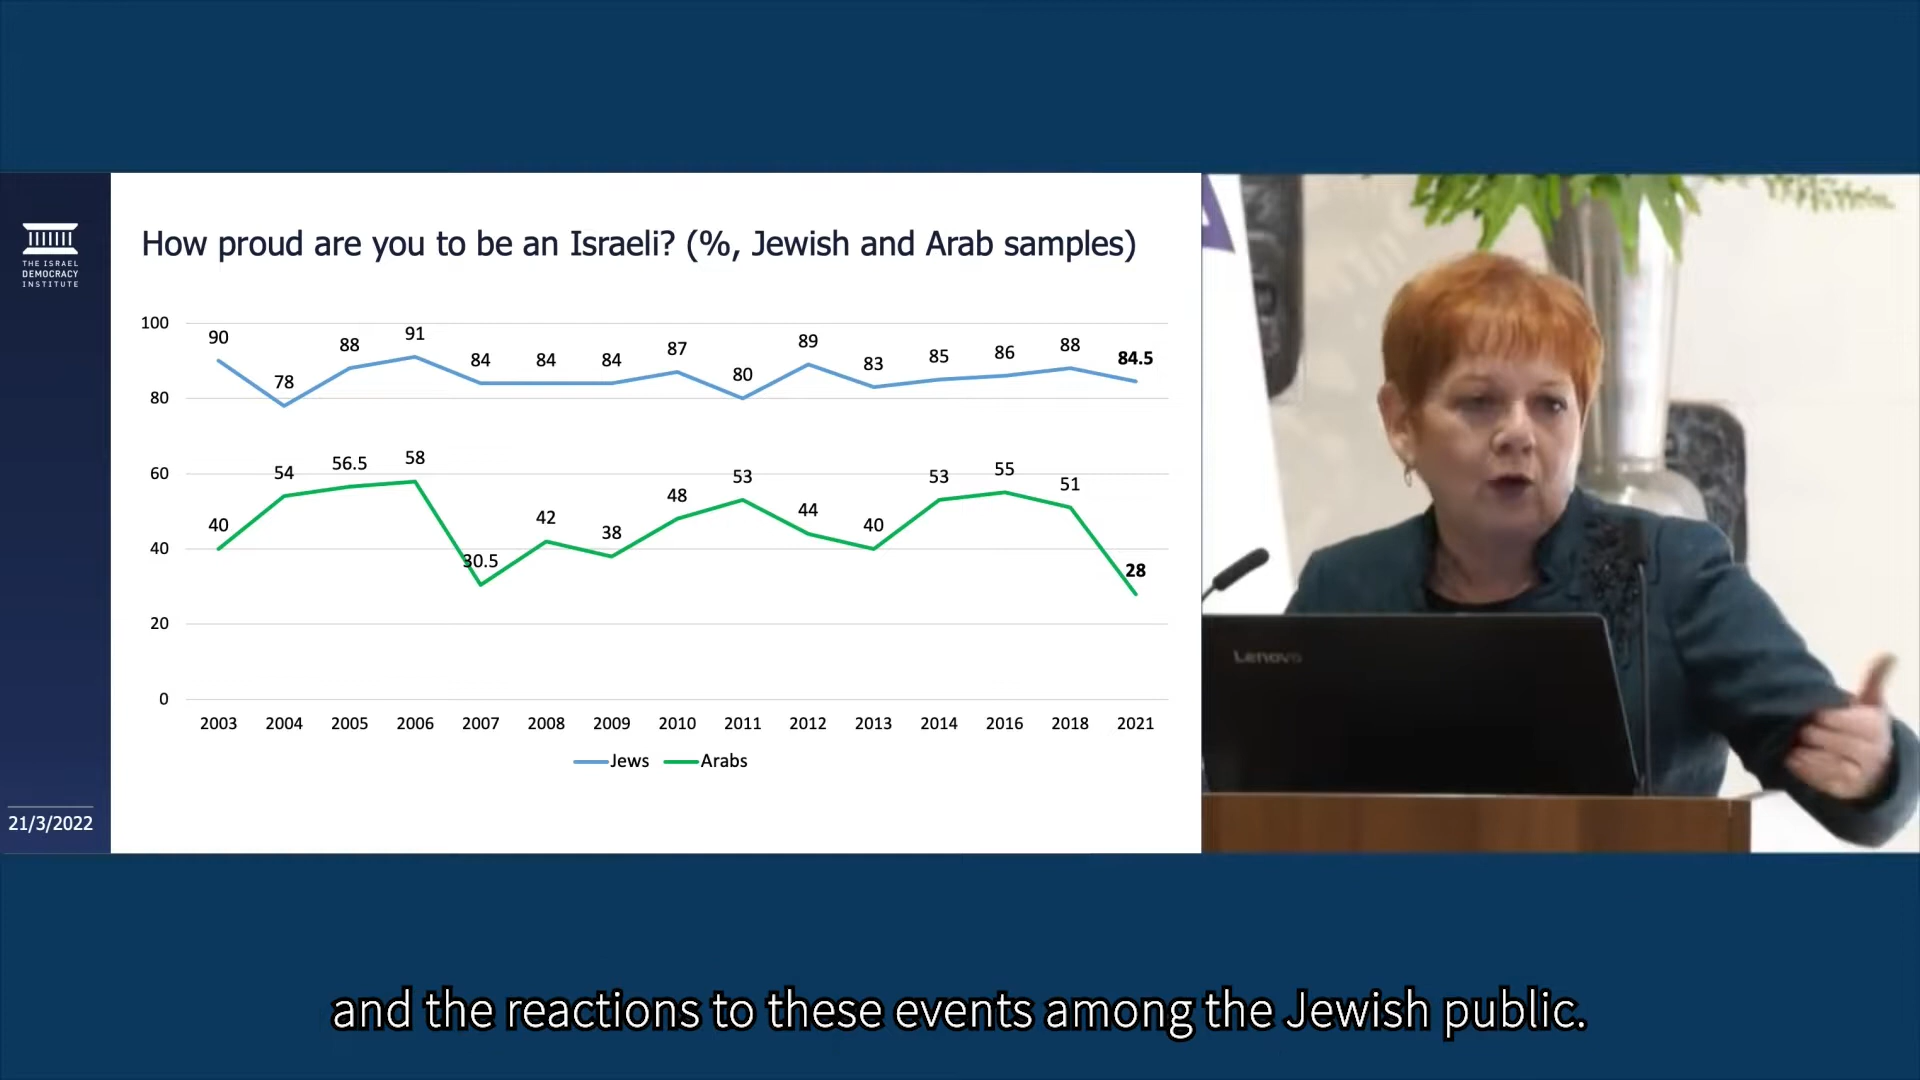 THE ISRAEL
DEMOCRACY
INSTITUTE
21/3/2022
How proud are you to be an Israeli? (%, Jewish and Arab samples)
100
80
60
40
20
0
90 78 88 91 84 84 84 87 80 89 83 85 86 88 84.5
40 54 56.5 58 30.5 42 38 48 53 44 40 53 55 51 28
2003 2004 2005 2006 2007 2008 2009 2010 2011 2012 2013 2014 2016 2018 2021
Jews Arabs
Lenovo
and the reactions to these events among the Jewish public.